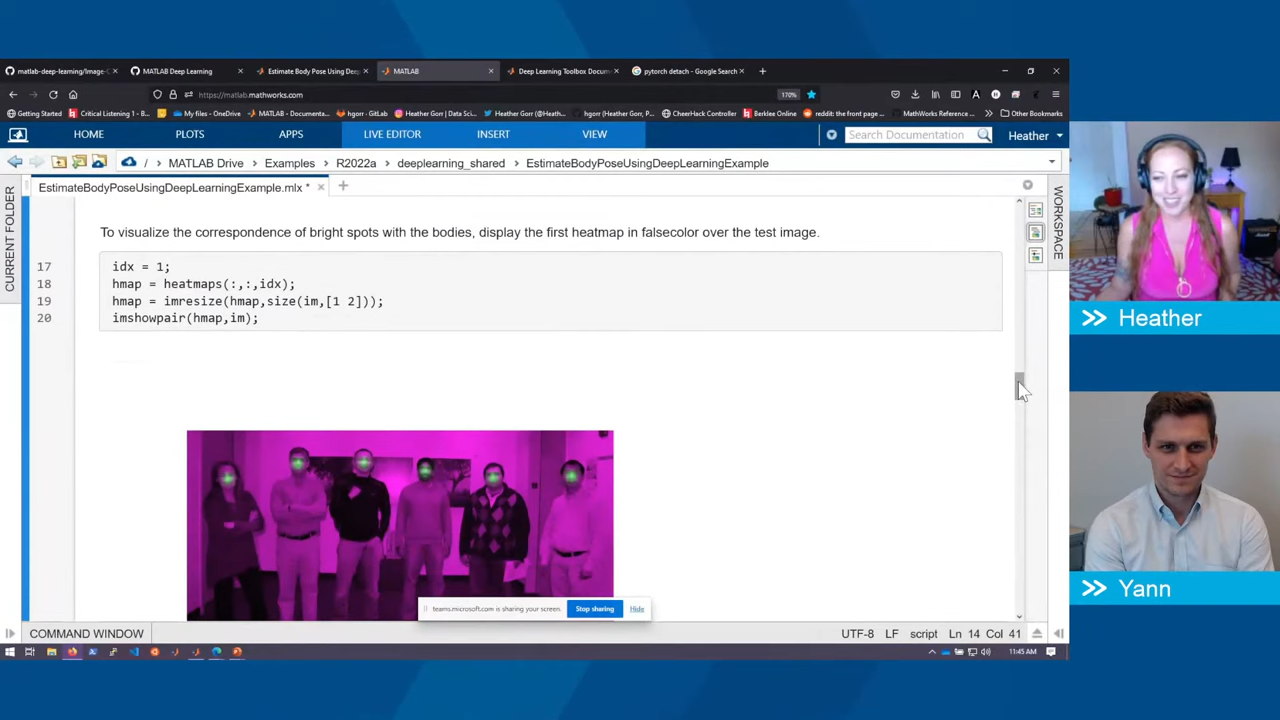 matlab-deep-learning/Image-C
MATLAB Deep Learning
Estimate Body Pose Using Deep
MATLAB
Deep Learning Toolbox Docum
pytorch detach - Google Search
https://matlab.mathworks.com
170%
Getting Started
Critical Listening 1 - B...
My files - OneDrive
MATLAB - Documenta...
hgorr - GitLab
Heather Gorr, (Data Sci...
Heather Gorr (@Heath...
hgorr (Heather Gorr, P...
CheerHack Controller
Berklee Online
reddit: the front page ...
MathWorks Reference ...
Other Bookmarks
HOME
PLOTS
APPS
LIVE EDITOR
INSERT
VIEW
Search Documentation
Heather
/ MATLAB Drive › Examples › R2022a › deeplearning_shared › EstimateBodyPoseUsingDeepLearningExample
EstimateBodyPoseUsingDeepLearningExample.mlx *
CURRENT FOLDER
WORKSPACE
To visualize the correspondence of bright spots with the bodies, display the first heatmap in falsecolor over the test image.
17 idx = 1;
18 hmap = heatmaps(:,:,idx);
19 hmap = imresize(hmap,size(im,[1 2]));
20 imshowpair(hmap,im);
teams.microsoft.com is sharing your screen.
Stop sharing
Hide
COMMAND WINDOW
UTF-8
LF
script
Ln 14 Col 41
11:45 AM
Heather
Yann